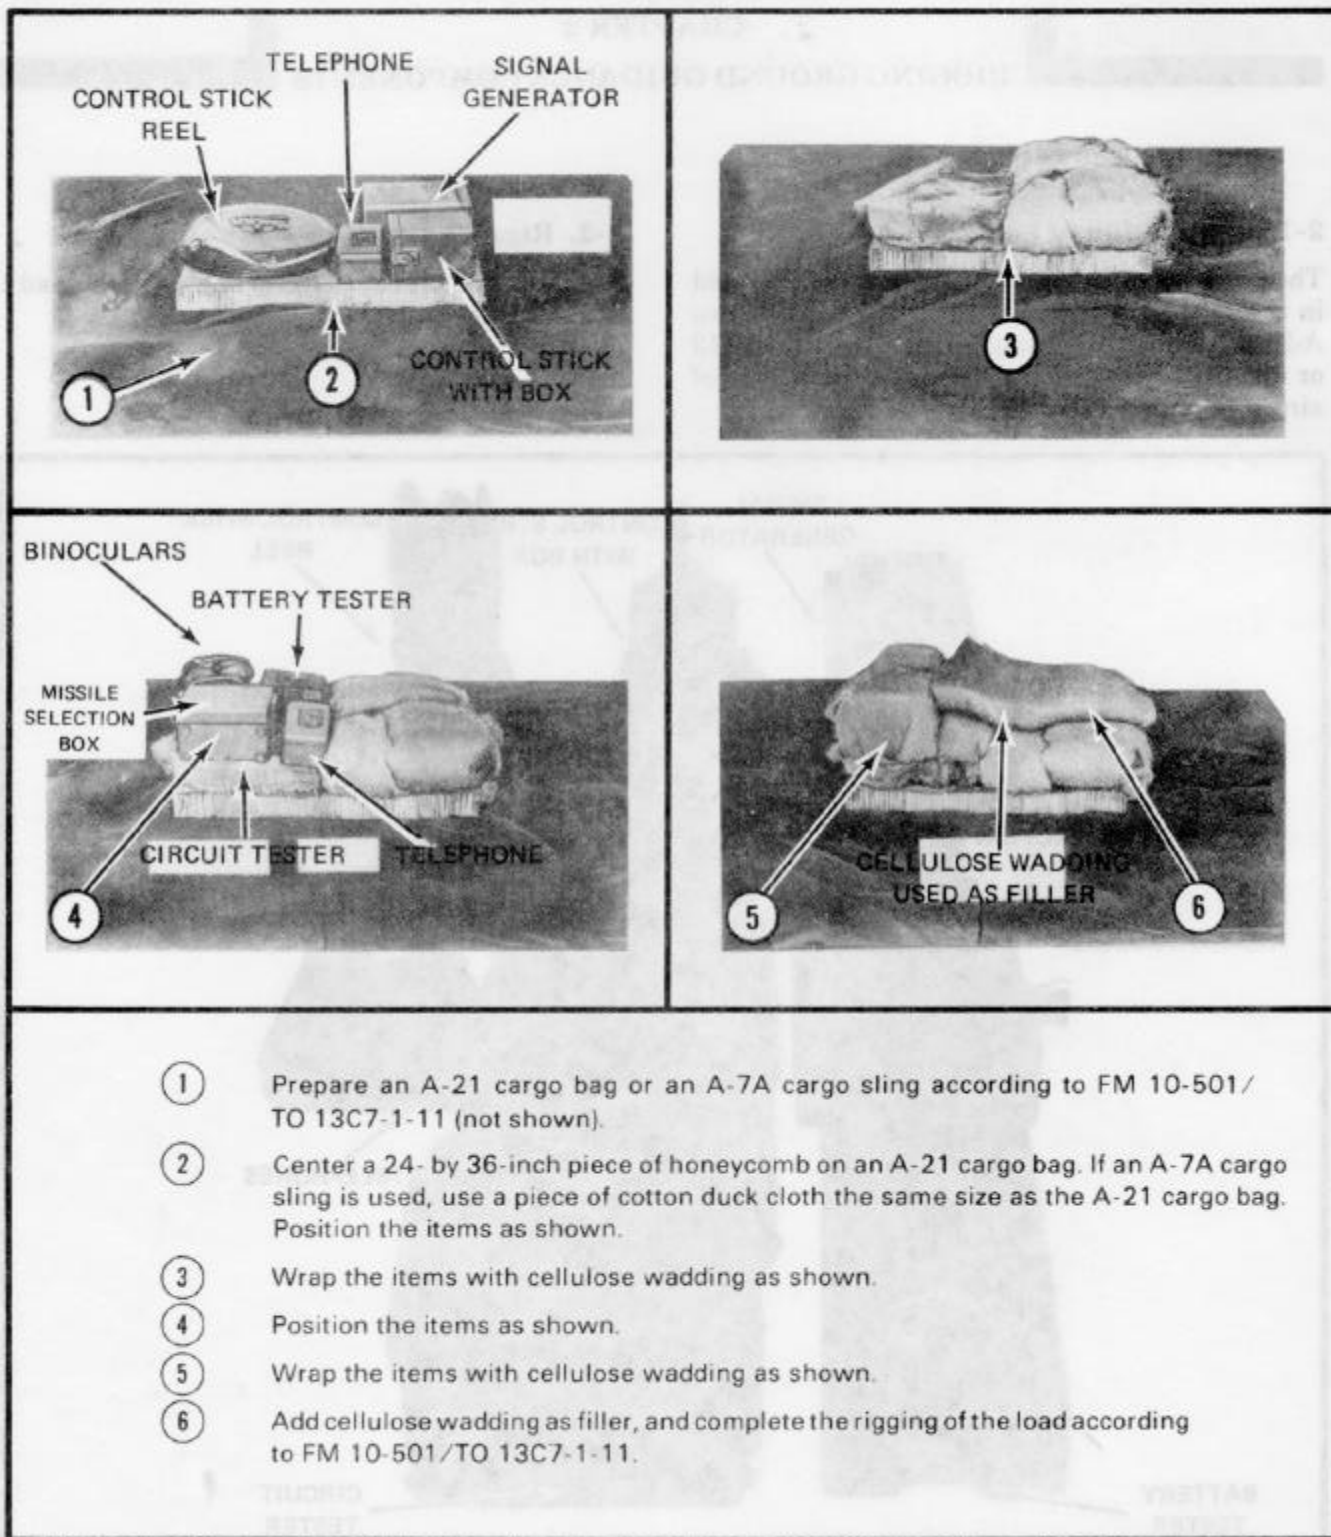 TELEPHONE
SIGNAL
GENERATOR
CONTROL STICK
REEL
CONTROL STICK
WITH BOX
1
2
3
BINOCULARS
BATTERY TESTER
MISSILE
SELECTION
BOX
CIRCUIT TESTER
TELEPHONE
4
CELLULOSE WADDING
USED AS FILLER
5
6
1 Prepare an A-21 cargo bag or an A-7A cargo sling according to FM 10-501/
TO 13C7-1-11 (not shown).
2 Center a 24- by 36-inch piece of honeycomb on an A-21 cargo bag. If an A-7A cargo
sling is used, use a piece of cotton duck cloth the same size as the A-21 cargo bag.
Position the items as shown.
3 Wrap the items with cellulose wadding as shown.
4 Position the items as shown.
5 Wrap the items with cellulose wadding as shown.
6 Add cellulose wadding as filler, and complete the rigging of the load according
to FM 10-501/TO 13C7-1-11.